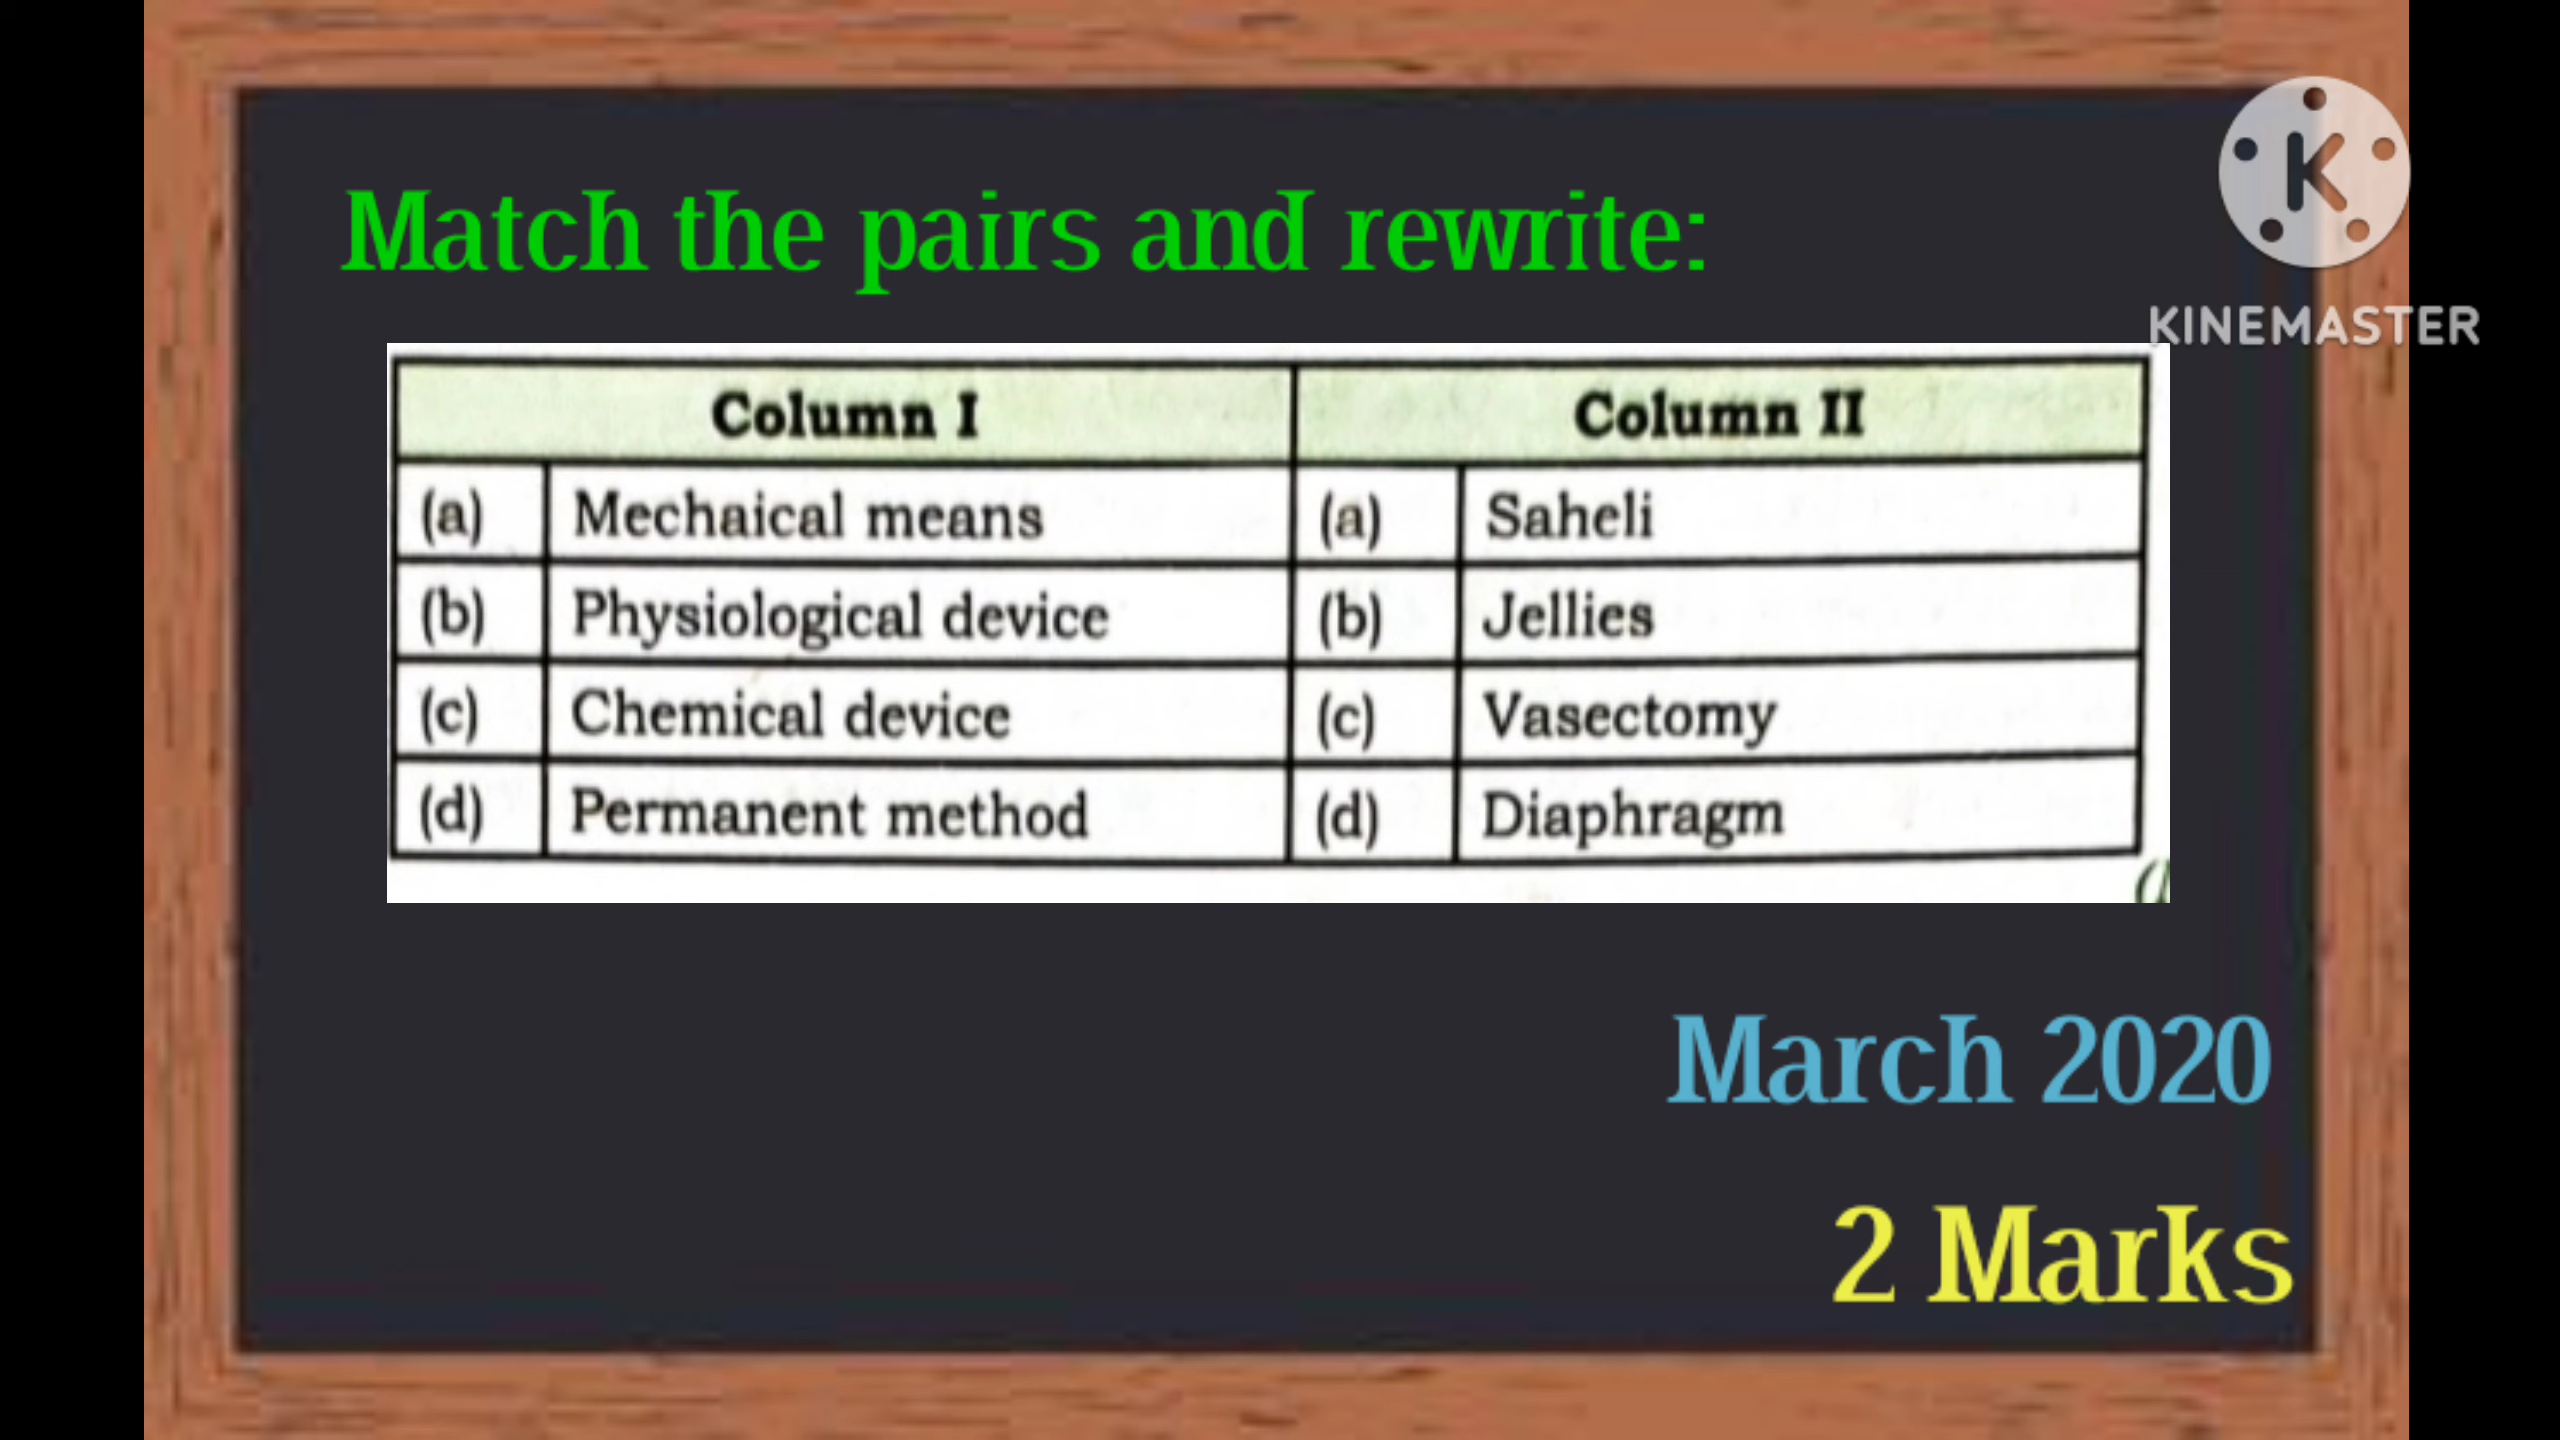 Match the pairs and rewrite:
K
KINEMASTER
Column I Column II
(a) Mechaical means (a) Saheli
(b) Physiological device (b) Jellies
(c) Chemical device (c) Vasectomy
(d) Permanent method (d) Diaphragm
March 2020
2 Marks